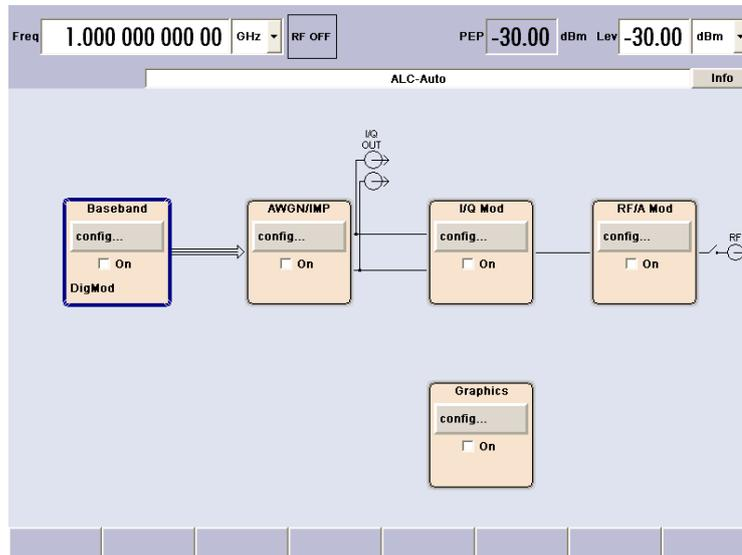 Freq 1.000 000 000 00 GHz RF OFF PEP -30.00 dBm Lev -30.00 dBm
ALC-Auto Info
I/Q
OUT
Baseband AWGN/IMP I/Q Mod RF/A Mod
config... config... config... config...
RF
On On On On
DigMod
Graphics
config...
On